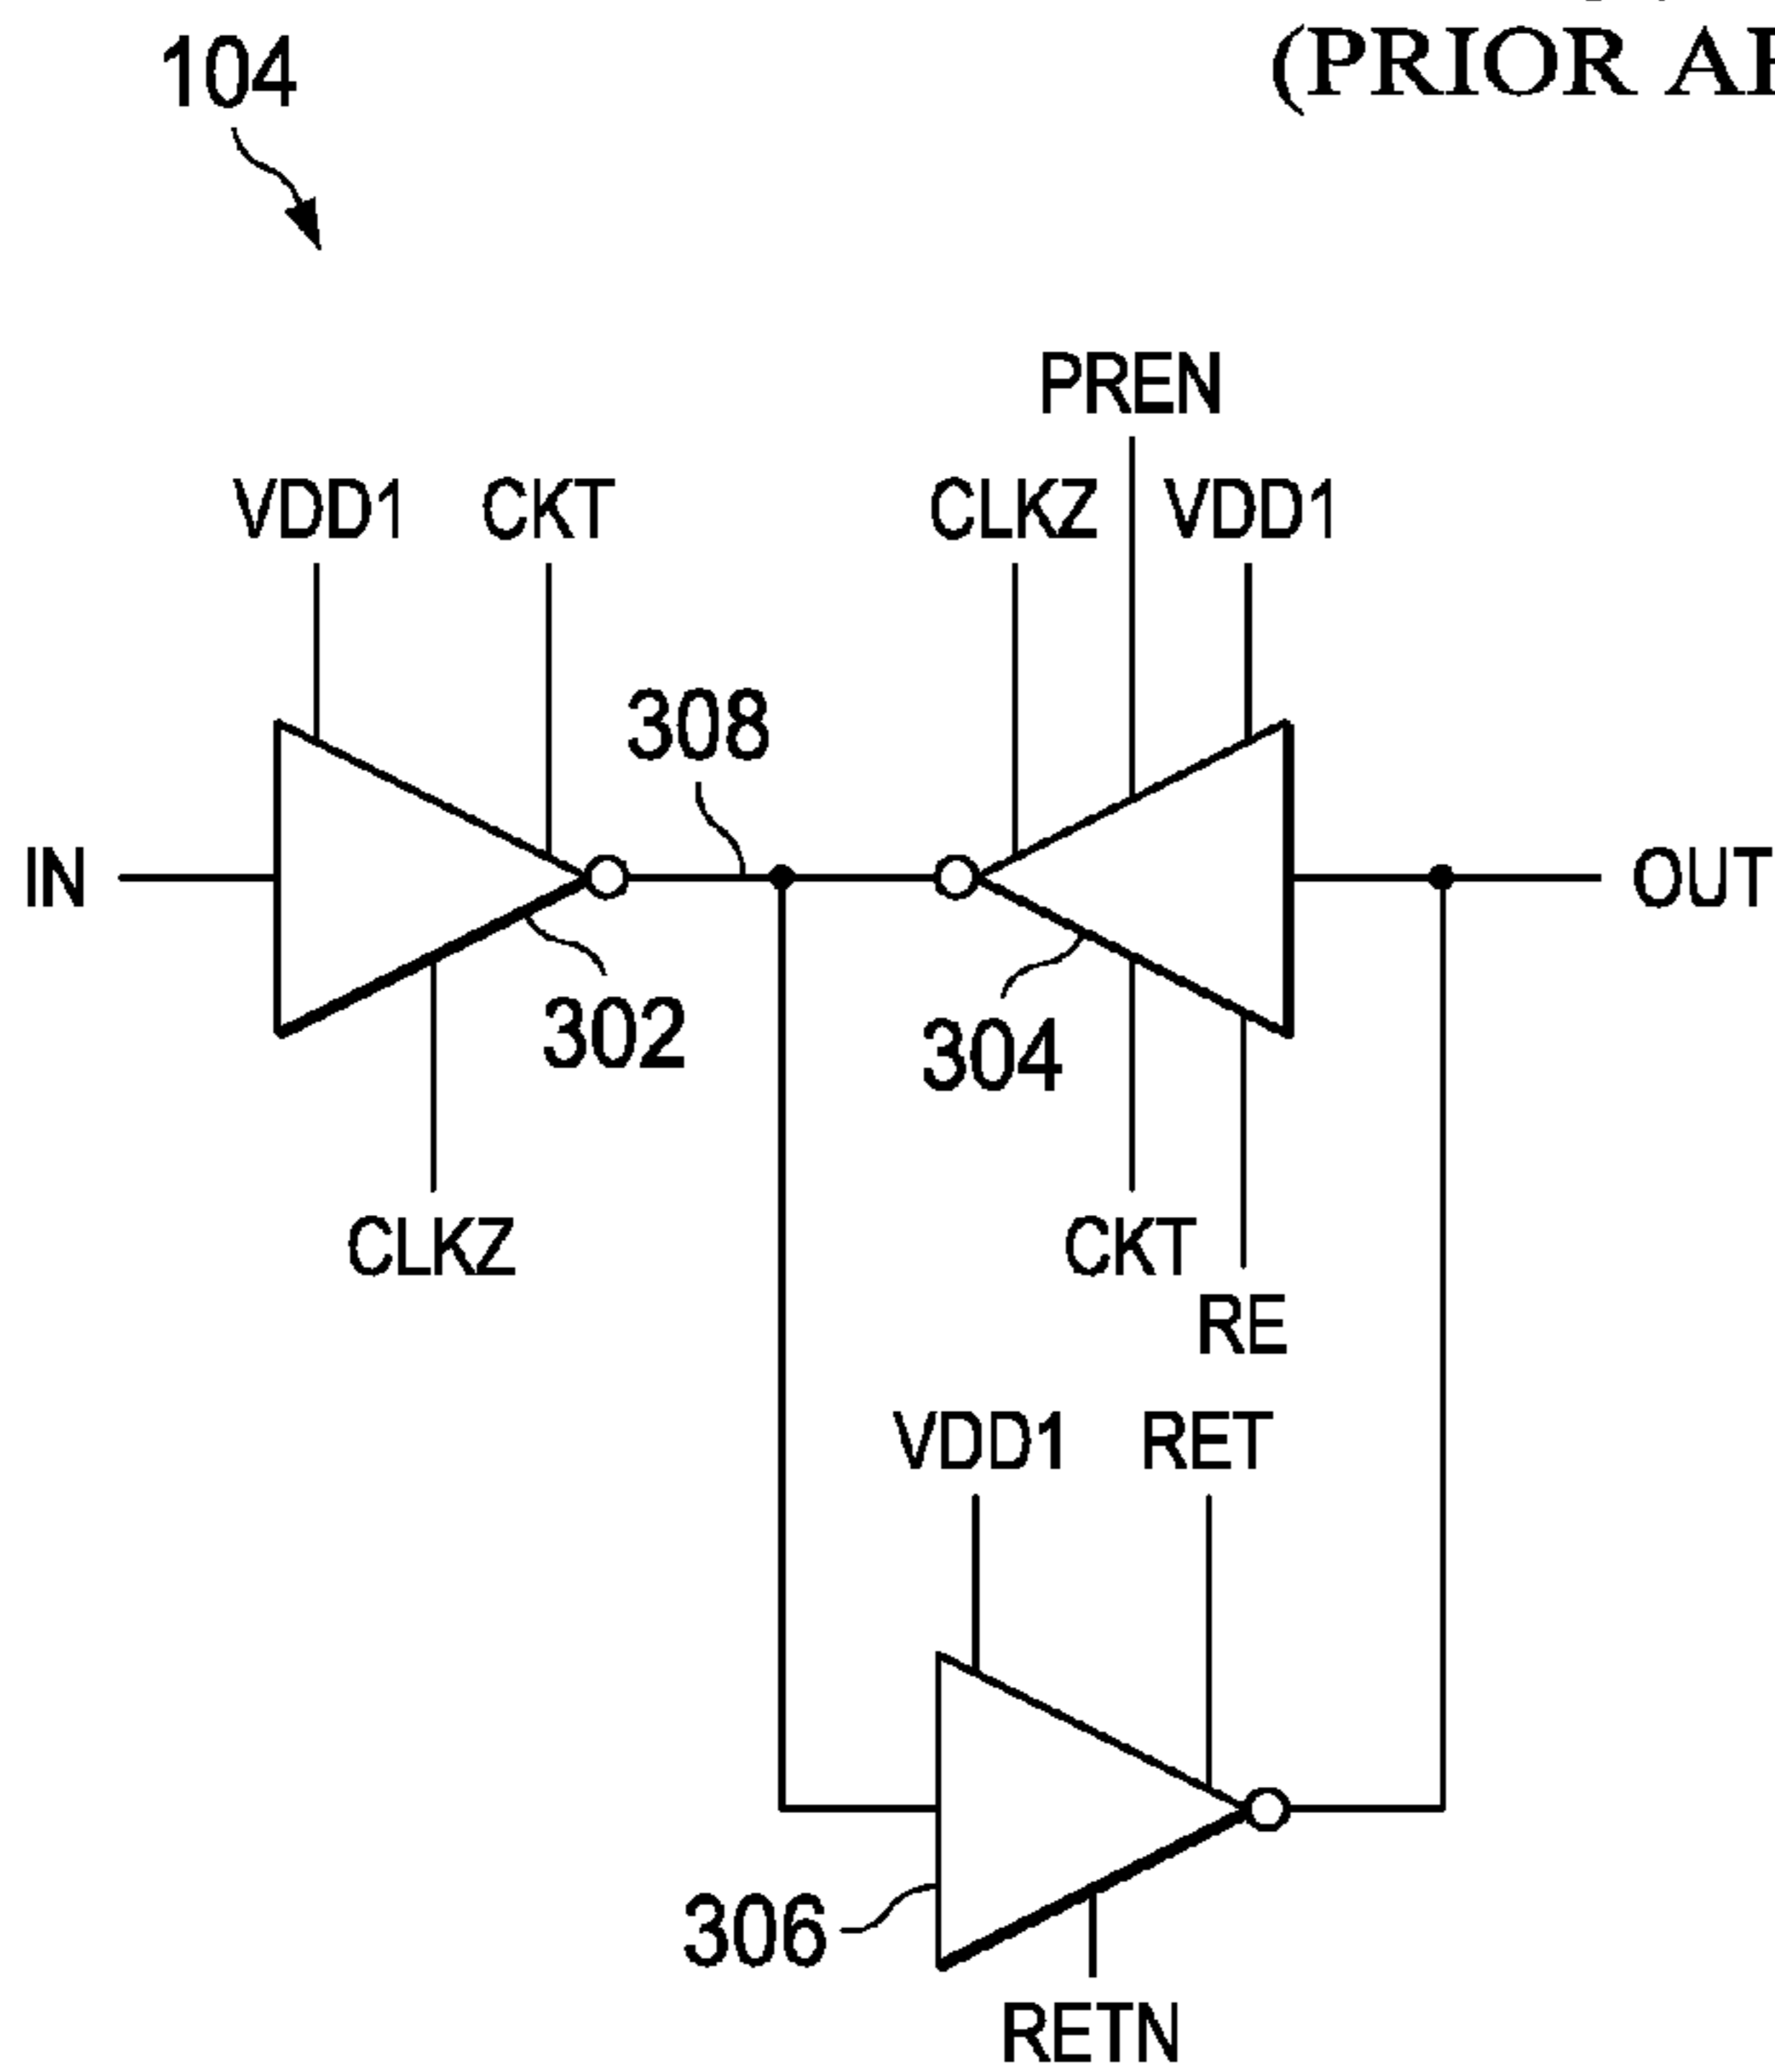 104
(PRIOR
PREN
VDD1 CKT CLKZ VDD1
308
IN OUT
302 304
CLKZ CKT
RE
VDD1 RET
306
RETN